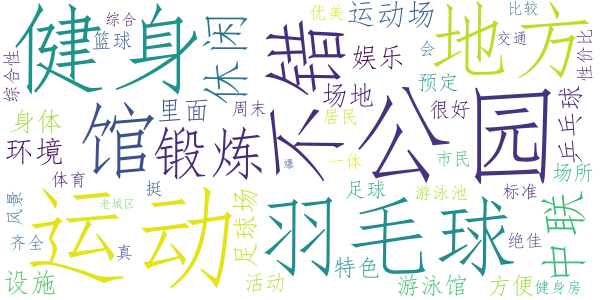 综合 优美 运动场 比较
综合性 健身 篮球 休闲 不错 会 交通 地方 性价比
娱乐 预定
里面 周末 场地 很好
身体 馆 锻炼 居民 公园 乒乓球
环境 爆 一体 市民 场所
体育 挺 足球 游泳池 标准
风景 老城区 运动 足球场 羽毛球 中联
齐全 真 特色 绝佳
设施 活动 游泳馆 方便 健身房